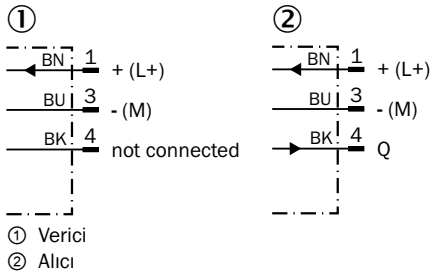 ① ②
BN 1 + (L+) BN 1 + (L+)
BU 3 - (M) BU 3 - (M)
BK 4 not connected BK 4 Q
① Verici
② Alıcı